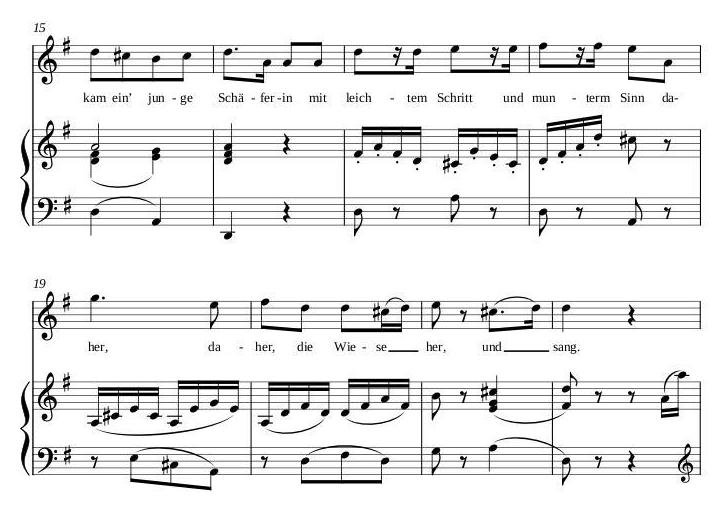 15
kam ein' jun - ge Schä - fer - in mit leich - tem Schritt und mun - term Sinn da-
19
her, da - her, die Wie - se her, und sang.